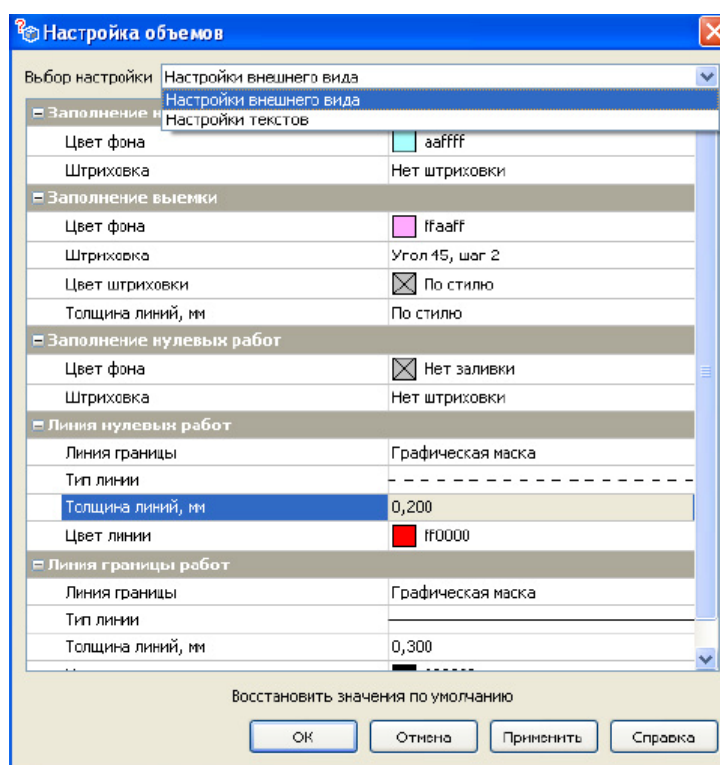 Настройка объемов
Выбор настройки Настройки внешнего вида
Настройки внешнего вида
Настройки текстов
Заполнение
Цвет фона aaffff
Штриховка Нет штриховки
Заполнение выемки
Цвет фона ffaaff
Штриховка Угол 45, шаг 2
Цвет штриховки По стилю
Толщина линий, мм По стилю
Заполнение нулевых работ
Цвет фона Нет заливки
Штриховка Нет штриховки
Линия нулевых работ
Линия границы Графическая маска
Тип линии
Толщина линий, мм 0,200
Цвет линии ff0000
Линия границы работ
Линия границы Графическая маска
Тип линии
Толщина линий, мм 0,300
Восстановить значения по умолчанию
ОК Отмена Применить Справка